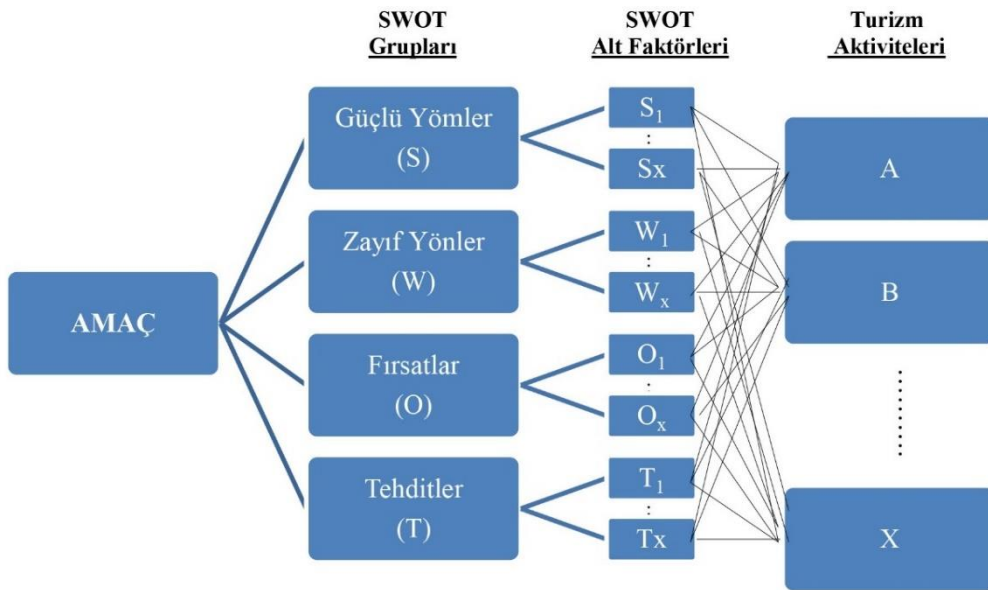 SWOT
Grupları
SWOT
Alt Faktörleri
Turizm
Aktiviteleri
AMAÇ
Güçlü Yömler
(S)
Zayıf Yönler
(W)
Fırsatlar
(O)
Tehditler
(T)
S₁
⋮
Sx
W₁
⋮
Wₓ
O₁
⋮
Oₓ
T₁
⋮
Tx
A
B
X